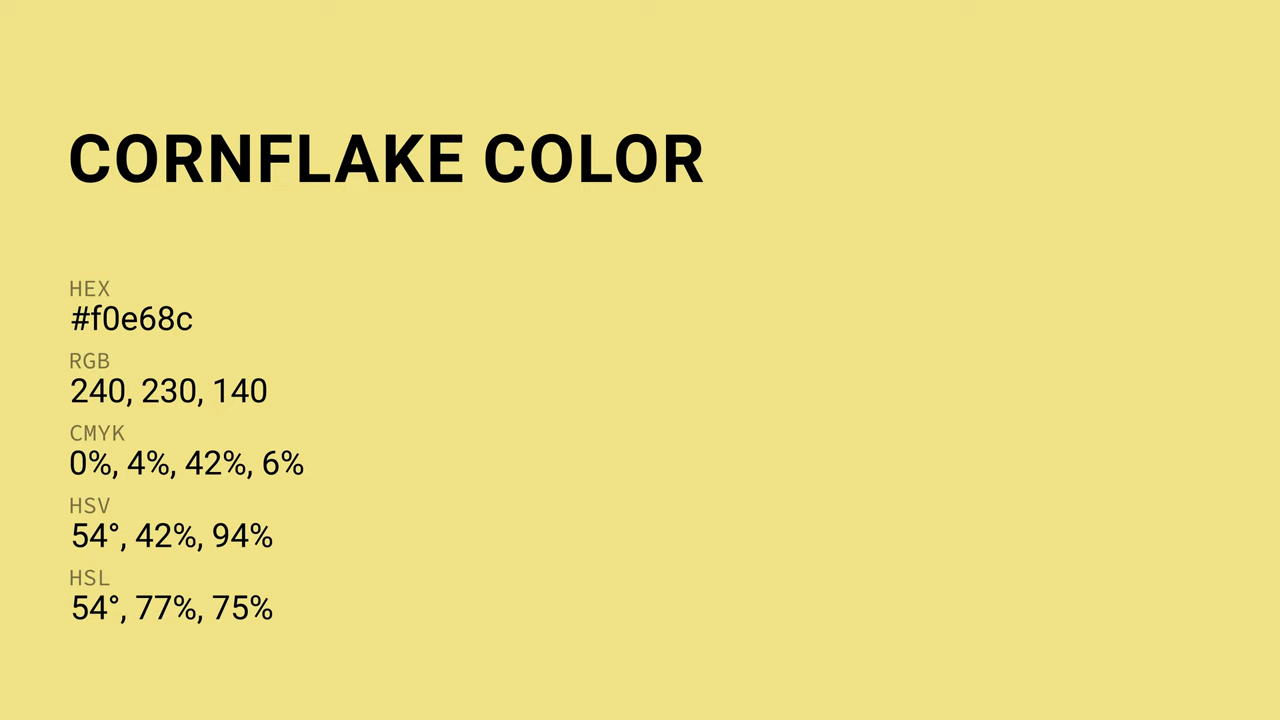 CORNFLAKE COLOR
HEX
#f0e68c
RGB
240, 230, 140
CMYK
0%, 4%, 42%, 6%
HSV
54°, 42%, 94%
HSL
54°, 77%, 75%